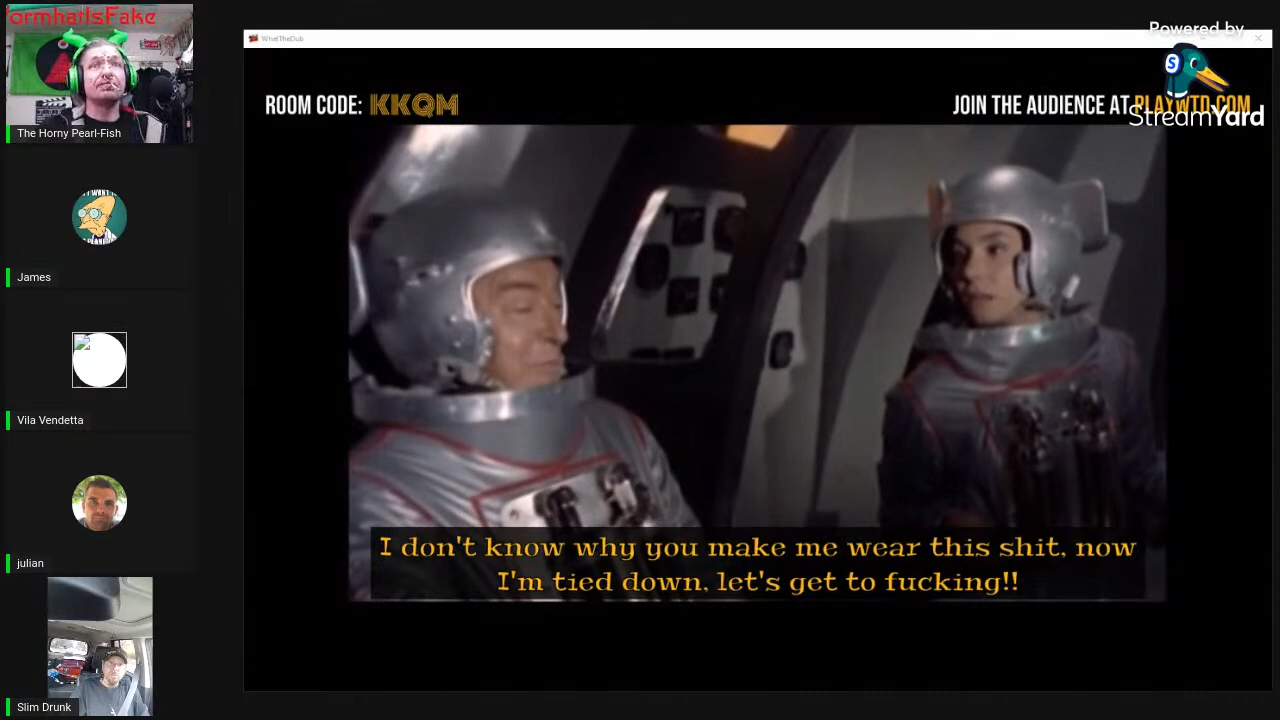 ormhatIsFake
The Horny Pearl-Fish
James
Vila Vendetta
julian
Slim Drunk
WhatTheDub
ROOM CODE: KKQM
JOIN THE AUDIENCE AT PLAYWTD.COM
Powered by
S
StreamYard
I don't know why you make me wear this shit, now
I'm tied down, let's get to fucking!!